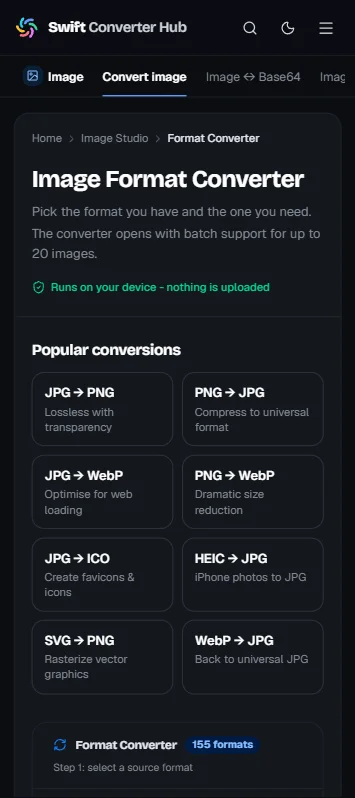 Swift Converter Hub
Image Convert image Image ↔ Base64 Imag
Home > Image Studio > Format Converter
Image Format Converter
Pick the format you have and the one you need.
The converter opens with batch support for up to
20 images.
Runs on your device - nothing is uploaded
Popular conversions
JPG → PNG
Lossless with
transparency
PNG → JPG
Compress to universal
format
JPG → WebP
Optimise for web
loading
PNG → WebP
Dramatic size
reduction
JPG → ICO
Create favicons &
icons
HEIC → JPG
iPhone photos to JPG
SVG → PNG
Rasterize vector
graphics
WebP → JPG
Back to universal JPG
Format Converter 155 formats
Step 1: select a source format